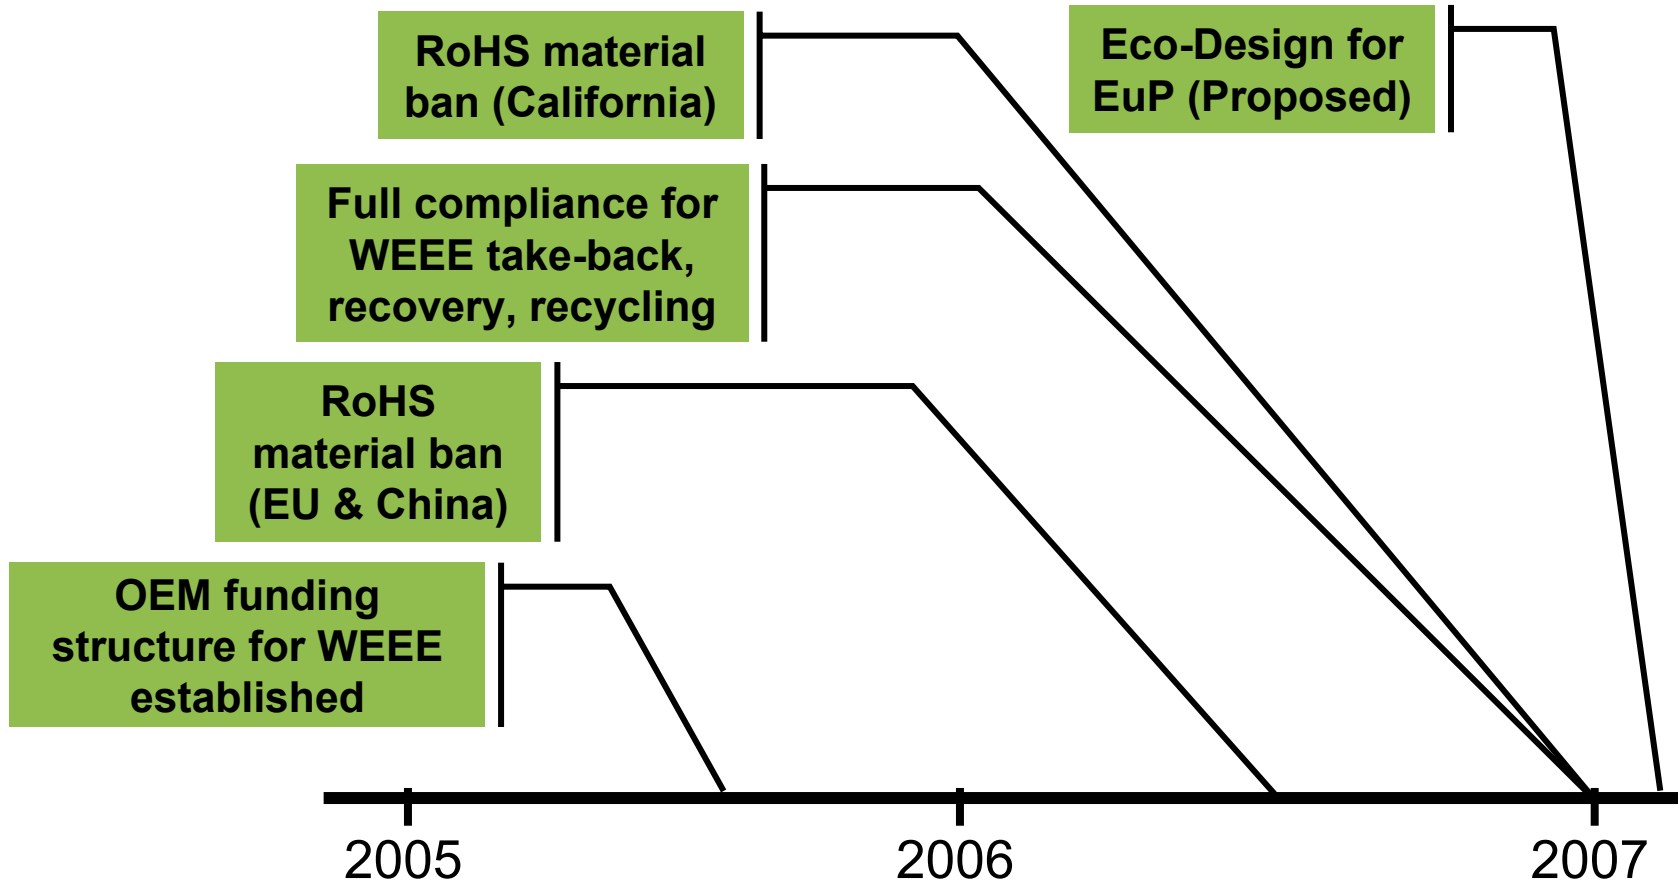 RoHS material
ban (California)
Eco-Design for
EuP (Proposed)
Full compliance for
WEEE take-back,
recovery, recycling
RoHS
material ban
(EU & China)
OEM funding
structure for WEEE
established
2005
2006
2007